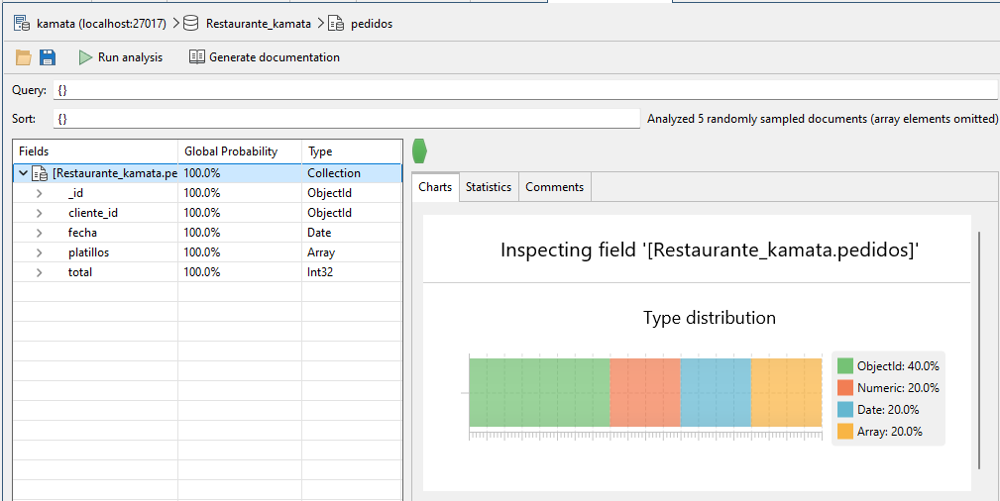 kamata (localhost:27017) Restaurante_kamata pedidos
Run analysis Generate documentation
Query: {}
Sort: {} Analyzed 5 randomly sampled documents (array elements omitted)
Fields Global Probability Type
[Restaurante_kamata.pe 100.0% Collection
_id 100.0% ObjectId
cliente_id 100.0% ObjectId
fecha 100.0% Date
platillos 100.0% Array
total 100.0% Int32
Charts Statistics Comments
Inspecting field '[Restaurante_kamata.pedidos]'
Type distribution
ObjectId: 40.0%
Numeric: 20.0%
Date: 20.0%
Array: 20.0%